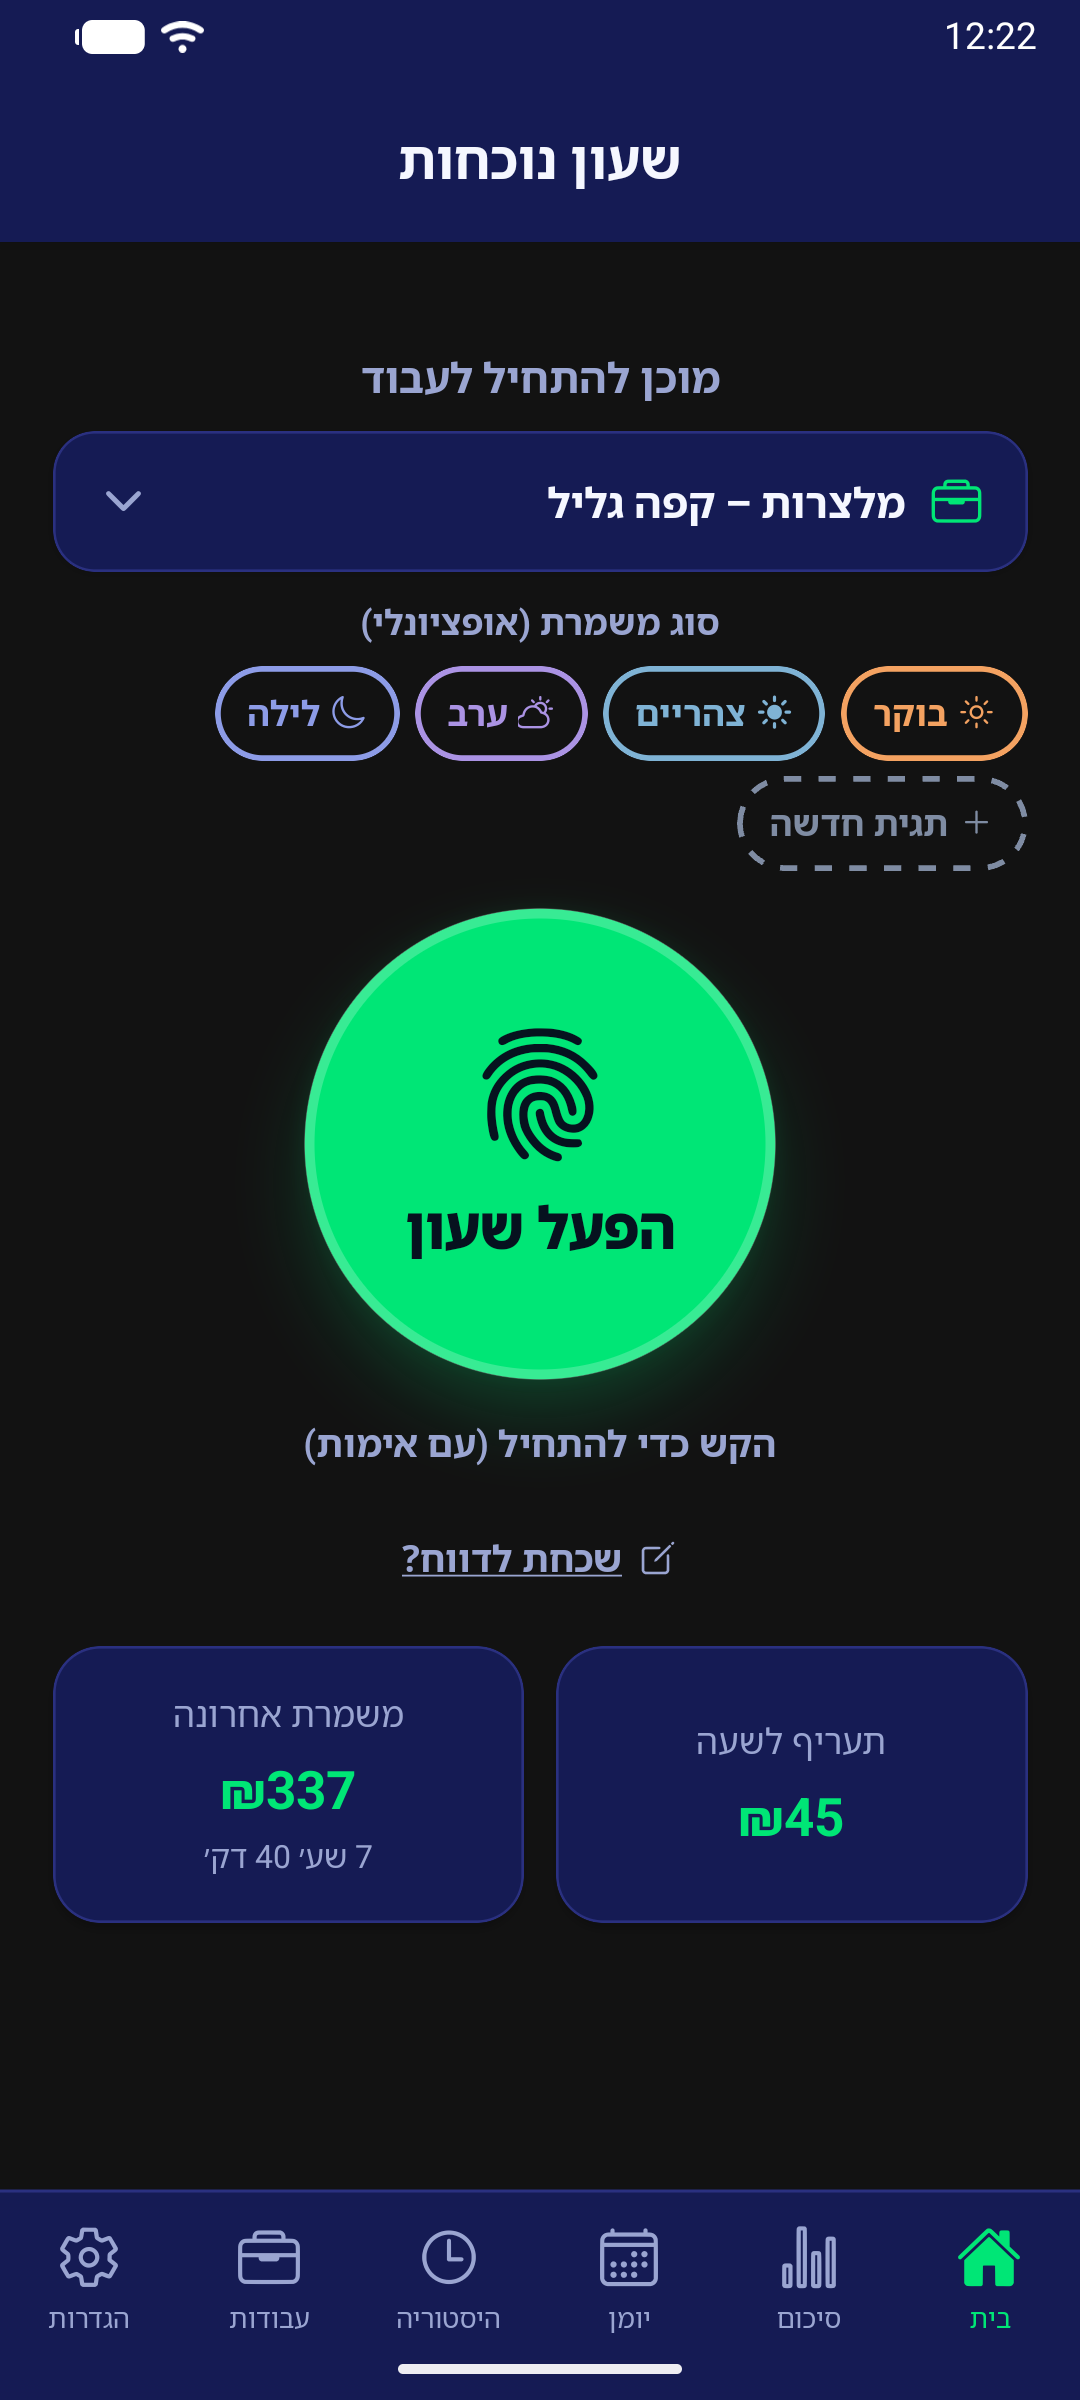 12:22
שעון נוכחות
מוכן להתחיל לעבוד
מלצרות – קפה גליל
סוג משמרת (אופציונלי)
בוקר
צהריים
ערב
לילה
+ תגית חדשה
הפעל שעון
הקש כדי להתחיל (עם אימות)
שכחת לדווח?
תעריף לשעה
₪45
משמרת אחרונה
₪337
7 שע׳ 40 דק׳
בית
סיכום
יומן
היסטוריה
עבודות
הגדרות